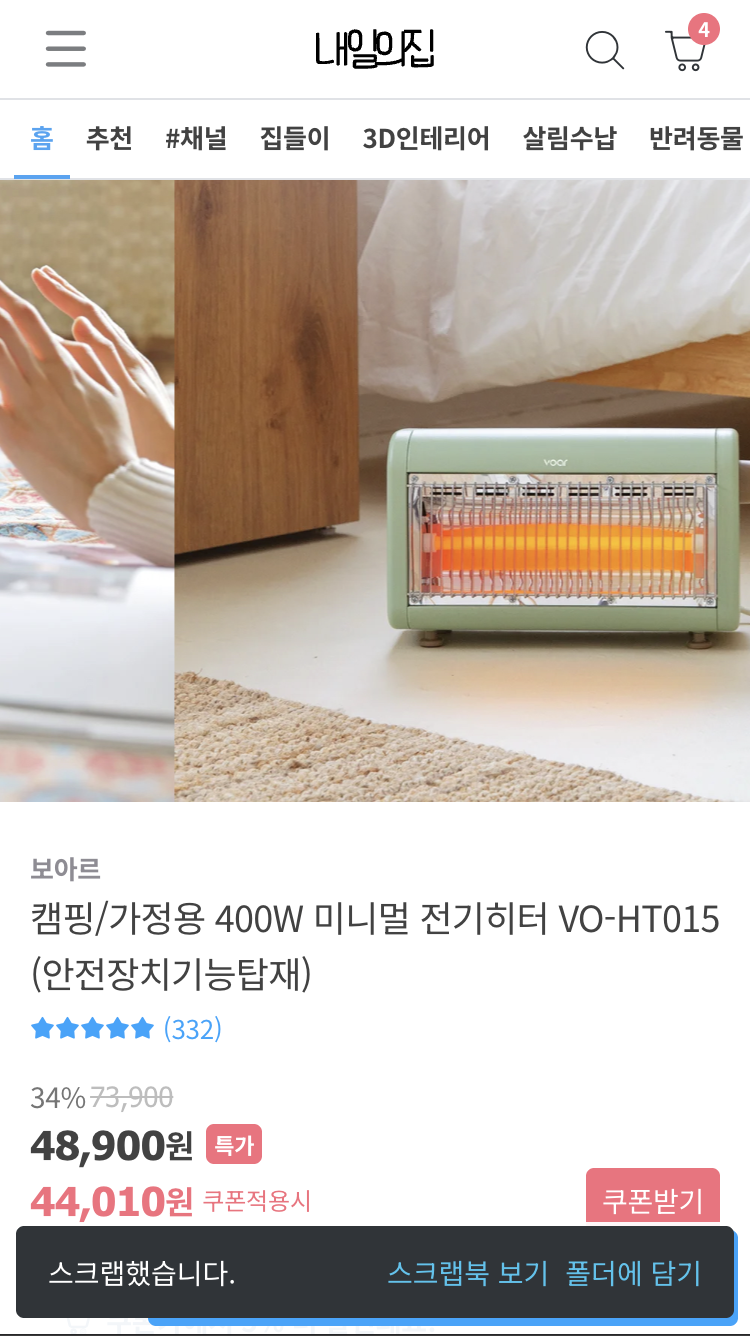 내일의집
4
홈 추천 #채널 집들이 3D인테리어 살림수납 반려동물
voar
보아르
캠핑/가정용 400W 미니멀 전기히터 VO-HT015
(안전장치기능탑재)
(332)
34% 73,900
48,900원 특가
44,010원 쿠폰적용시 쿠폰받기
스크랩했습니다. 스크랩북 보기 폴더에 담기